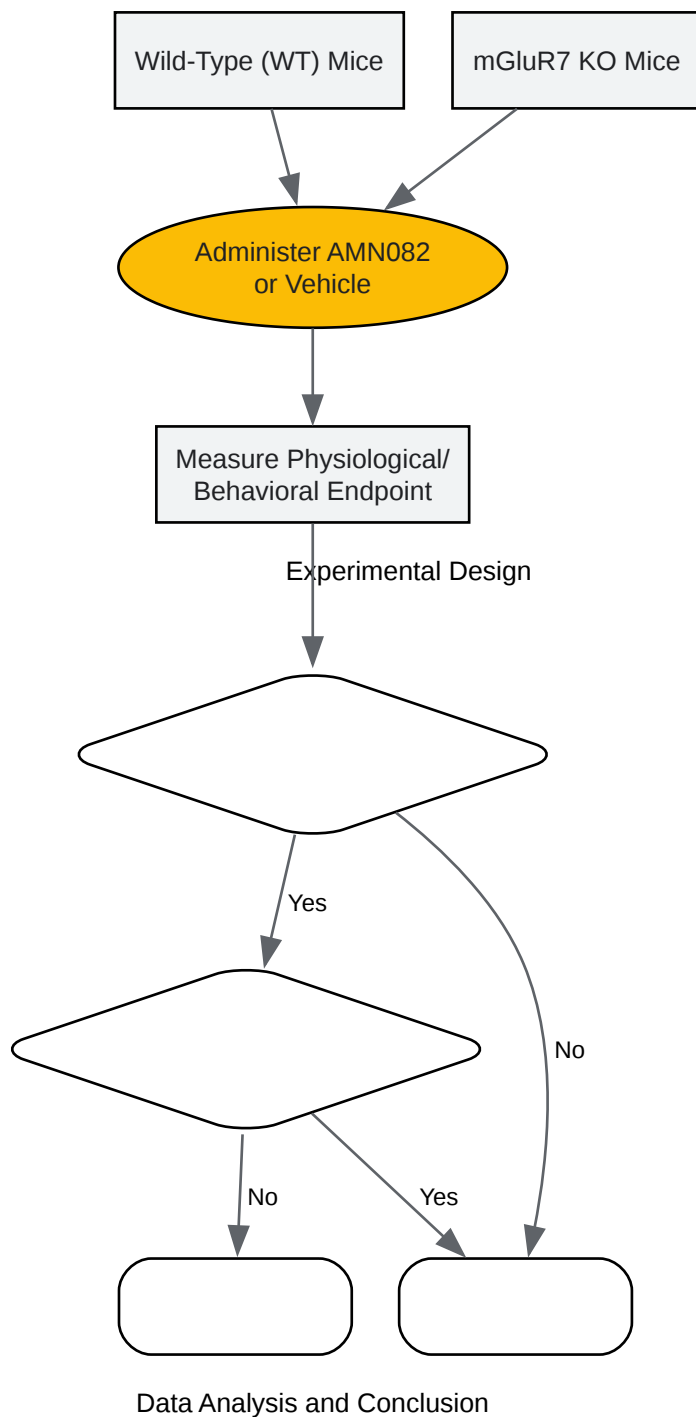 Wild-Type (WT) Mice
mGluR7 KO Mice
Administer AMN082
or Vehicle
Measure Physiological/
Behavioral Endpoint
Experimental Design
Yes
No
No
Yes
Data Analysis and Conclusion